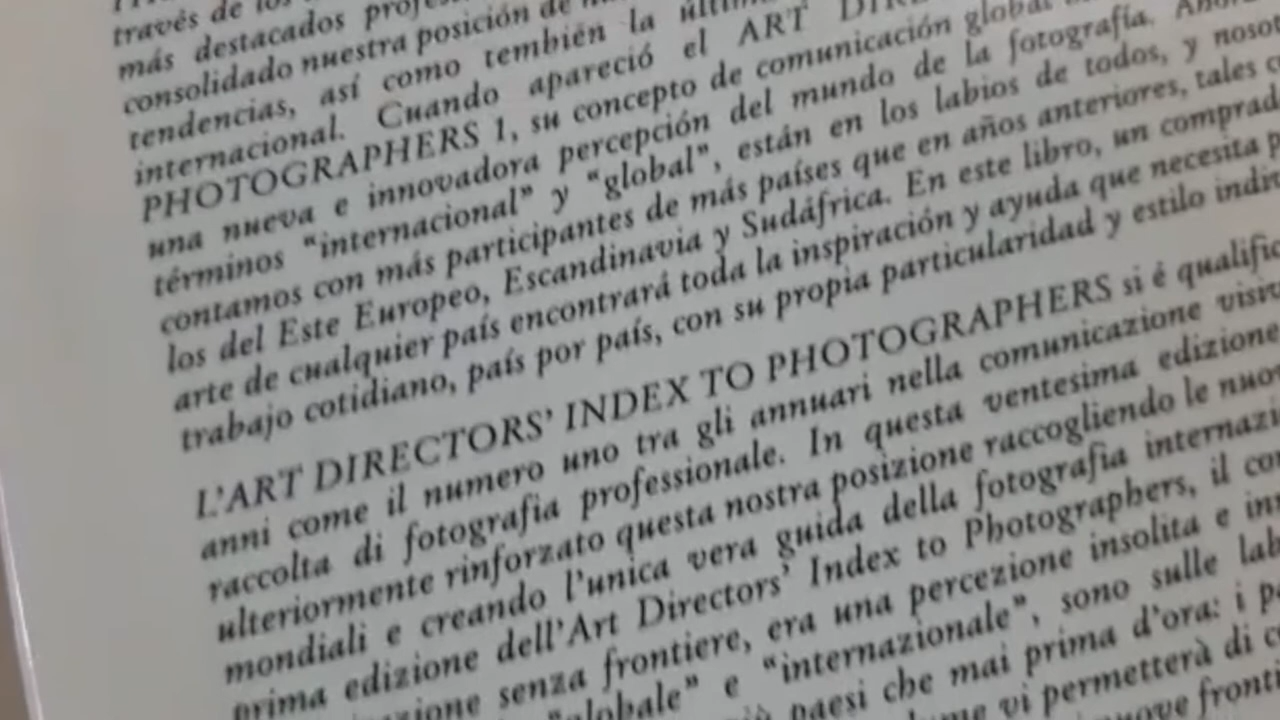 través de los
más destacados
consolidado nuestra posición de
tendencias, así como tembién la
internacional. Cuando apareció el ART
PHOTOGRAPHERS 1, su concepto de comunicación global
una nueva e innovadora percepción del mundo de la fotografía.
términos “internacional” y “global”, están en los labios de todos, y
contamos con más participantes de más países que en años anteriores, tales
los del Este Europeo, Escandinavia y Sudáfrica. En este libro, un
arte de cualquier país encontrará toda la inspiración y ayuda que necesita
trabajo cotidiano, país por país, con su propia particularidad y estilo
L’ART DIRECTORS’ INDEX TO PHOTOGRAPHERS si é
anni come il numero uno tra gli annuari nella comunicazione
raccolta di fotografia professionale. In questa ventesima edizione
ulteriormente rinforzato questa nostra posizione raccogliendo le
mondiali e creando l’unica vera guida della fotografia
prima edizione dell’Art Directors’ Index to Photographers, il
senza frontiere, era una percezione insolita e
“globale” e “internazionale”, sono sulle
paesi che mai prima d’ora: i
vi permetterà di